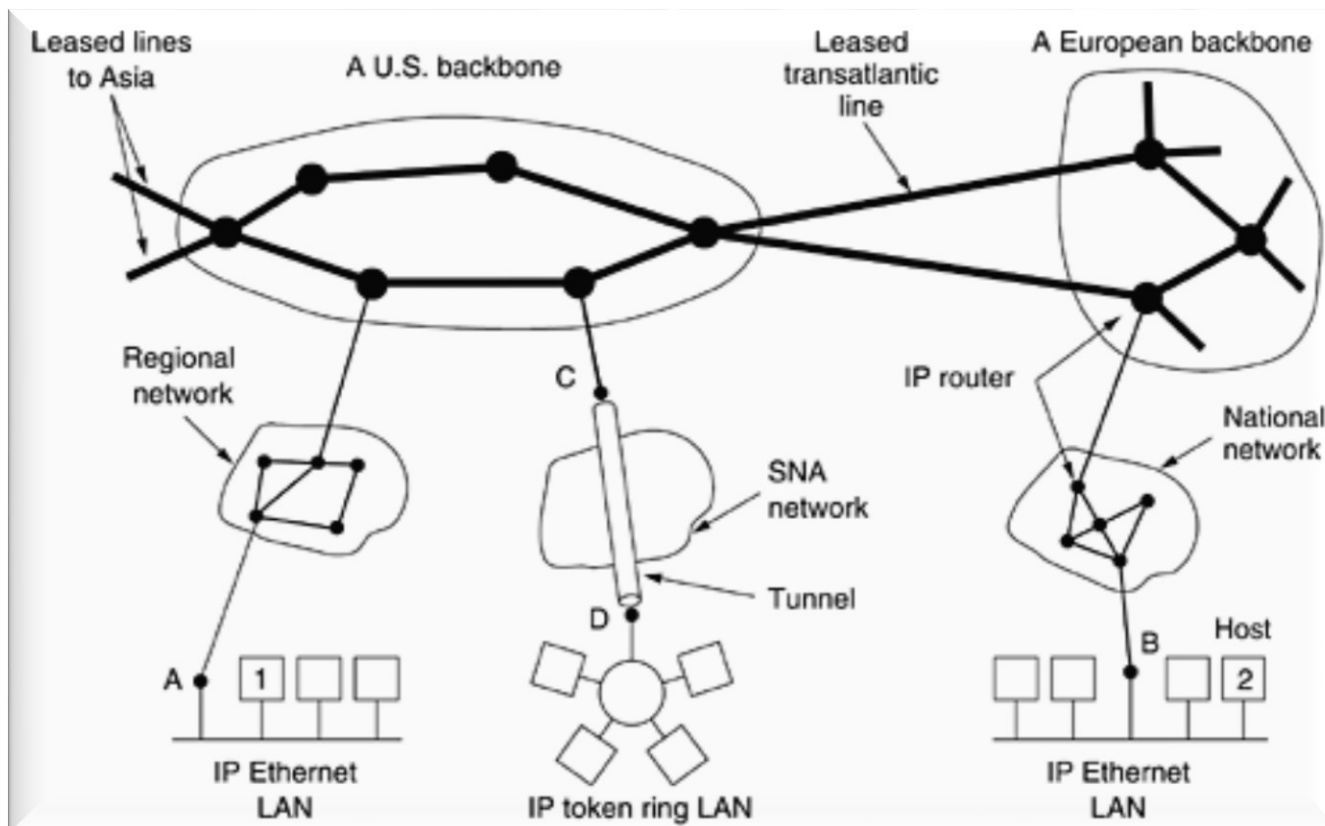 Leased lines
to Asia
A U.S. backbone
Leased
transatlantic
line
A European backbone
Regional
network
C
IP router
National
network
SNA
network
Tunnel
D
A
1
B
Host
2
IP Ethernet
LAN
IP token ring LAN
IP Ethernet
LAN